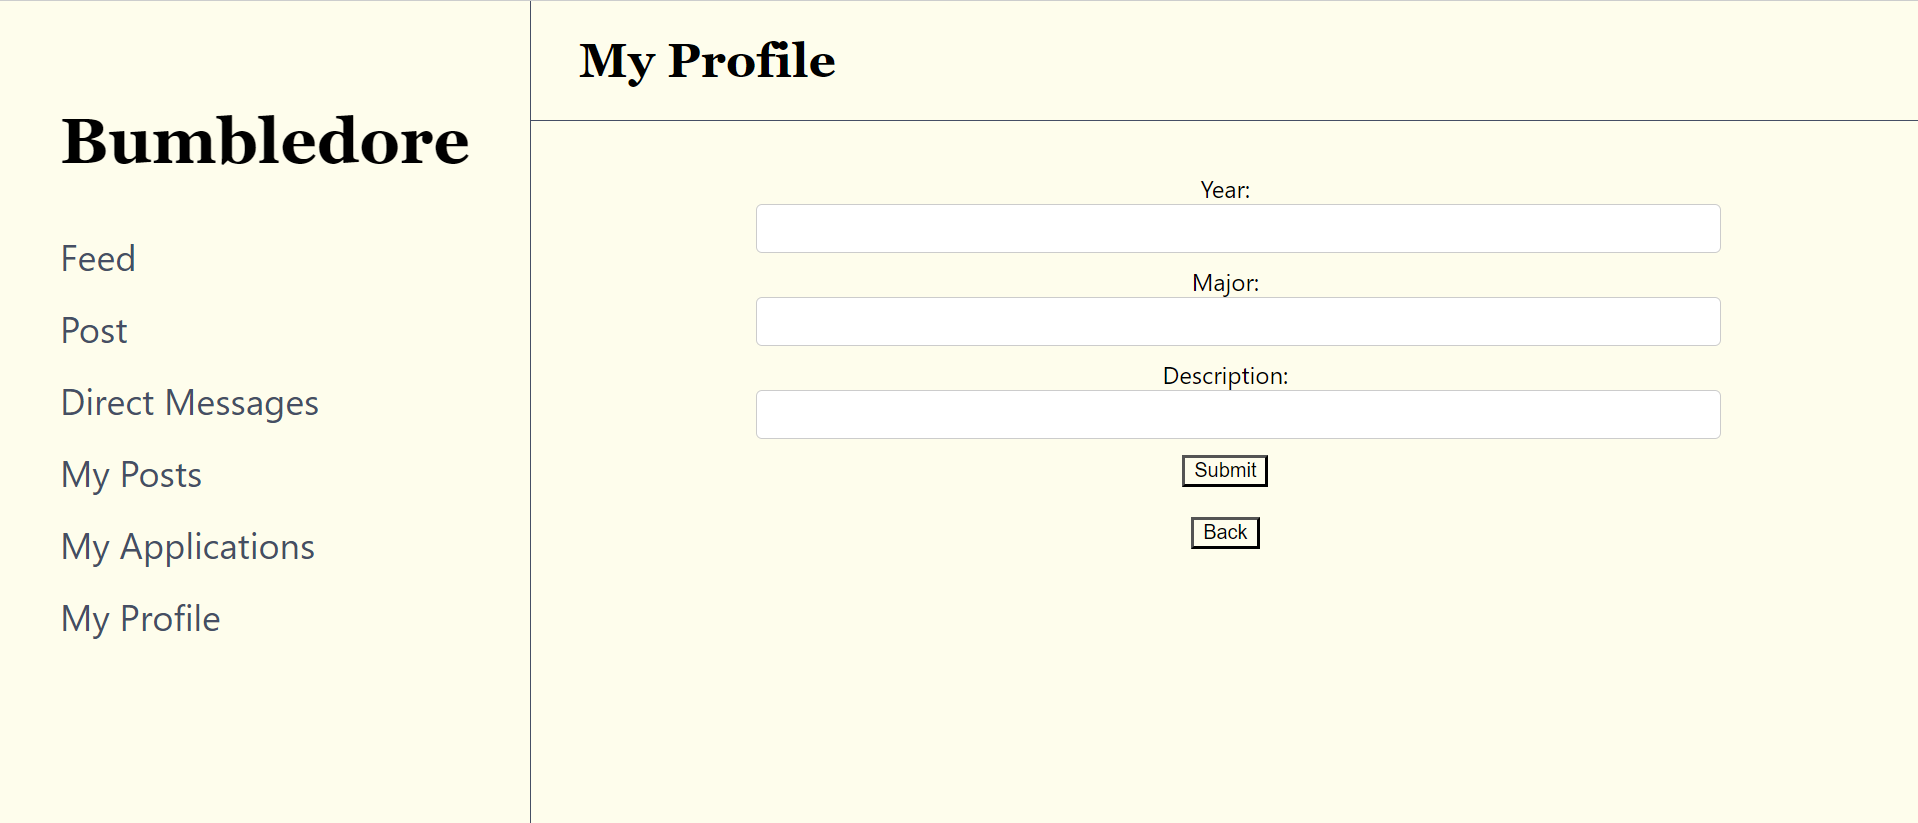 Bumbledore
Feed
Post
Direct Messages
My Posts
My Applications
My Profile
My Profile
Year:
Major:
Description:
Submit
Back